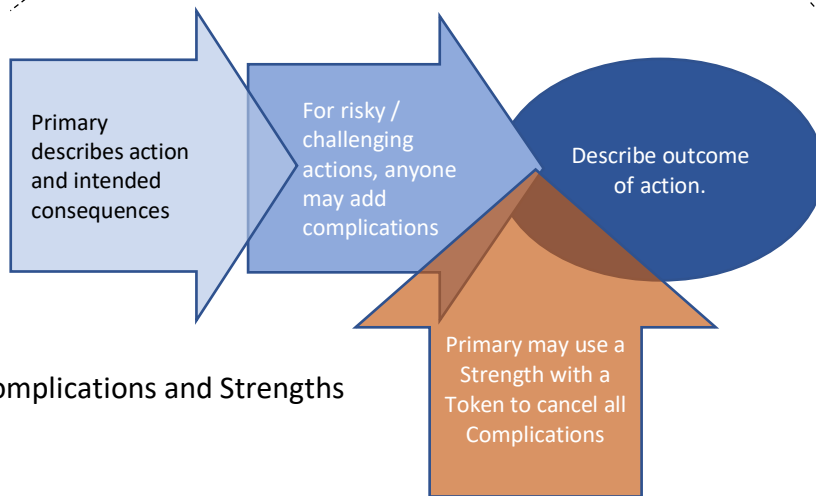 Primary
describes action
and intended
consequences
For risky /
challenging
actions, anyone
may add
complications
Describe outcome
of action.
Primary may use a
Strength with a
Token to cancel all
Complications
omplications and Strengths